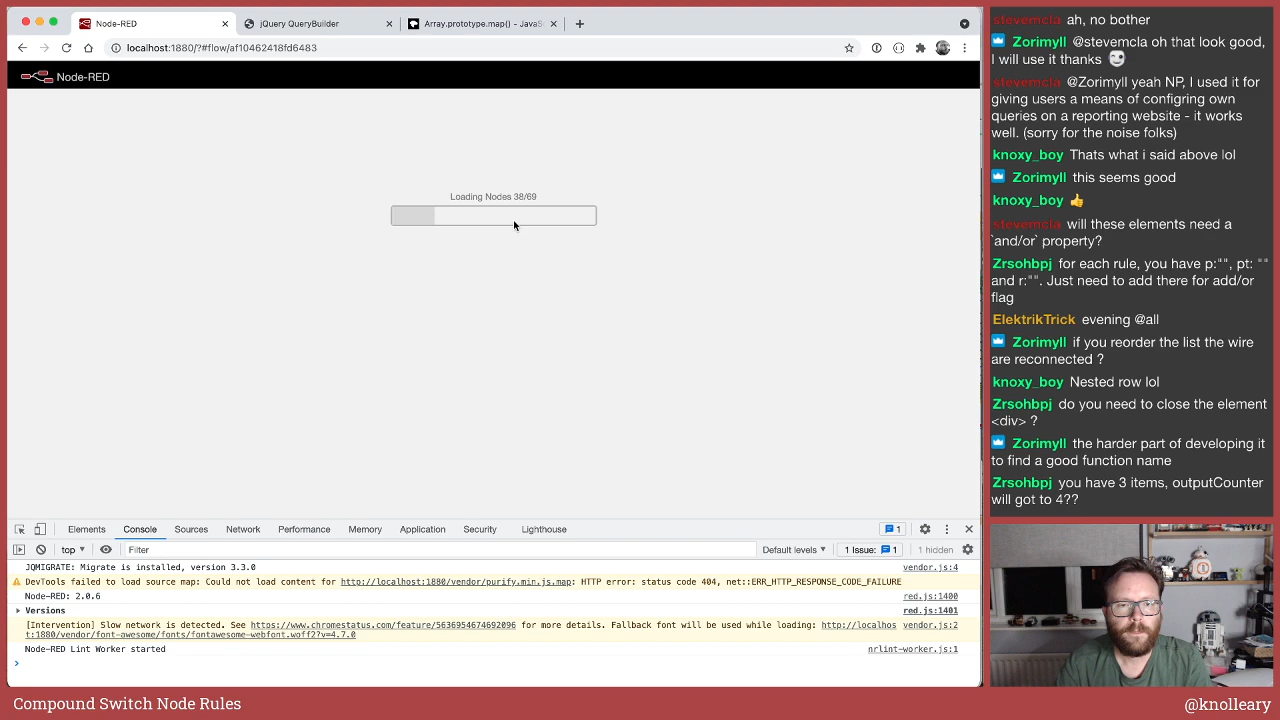 Node-RED
jQuery QueryBuilder
Array.prototype.map() - JavaS
localhost:1880/?#flow/af10462418fd6483
Node-RED
Loading Nodes 38/69
Elements Console Sources Network Performance Memory Application Security Lighthouse 1
top Filter Default levels 1 Issue: 1 1 hidden
JQMIGRATE: Migrate is installed, version 3.3.0 vendor.js:4
DevTools failed to load source map: Could not load content for http://localhost:1880/vendor/purify.min.js.map: HTTP error: status code 404, net::ERR_HTTP_RESPONSE_CODE_FAILURE
Node-RED: 2.0.6 red.js:1400
Versions red.js:1401
[Intervention] Slow network is detected. See https://www.chromestatus.com/feature/5636954674692096 for more details. Fallback font will be used while loading: http://localhos vendor.js:2
t:1880/vendor/font-awesome/fonts/fontawesome-webfont.woff2?v=4.7.0
Node-RED Lint Worker started nrlint-worker.js:1
stevemcla ah, no bother
Zorimyll @stevemcla oh that look good,
I will use it thanks
stevemcla @Zorimyll yeah NP, I used it for
giving users a means of configring own
queries on a reporting website - it works
well. (sorry for the noise folks)
knoxy_boy Thats what i said above lol
Zorimyll this seems good
knoxy_boy 👍
stevemcla will these elements need a
`and/or` property?
Zrsohbpj for each rule, you have p:"", pt: ""
and r:"". Just need to add there for add/or
flag
ElektrikTrick evening @all
Zorimyll if you reorder the list the wire
are reconnected ?
knoxy_boy Nested row lol
Zrsohbpj do you need to close the element
<div> ?
Zorimyll the harder part of developing it
to find a good function name
Zrsohbpj you have 3 items, outputCounter
will got to 4??
Compound Switch Node Rules
@knolleary